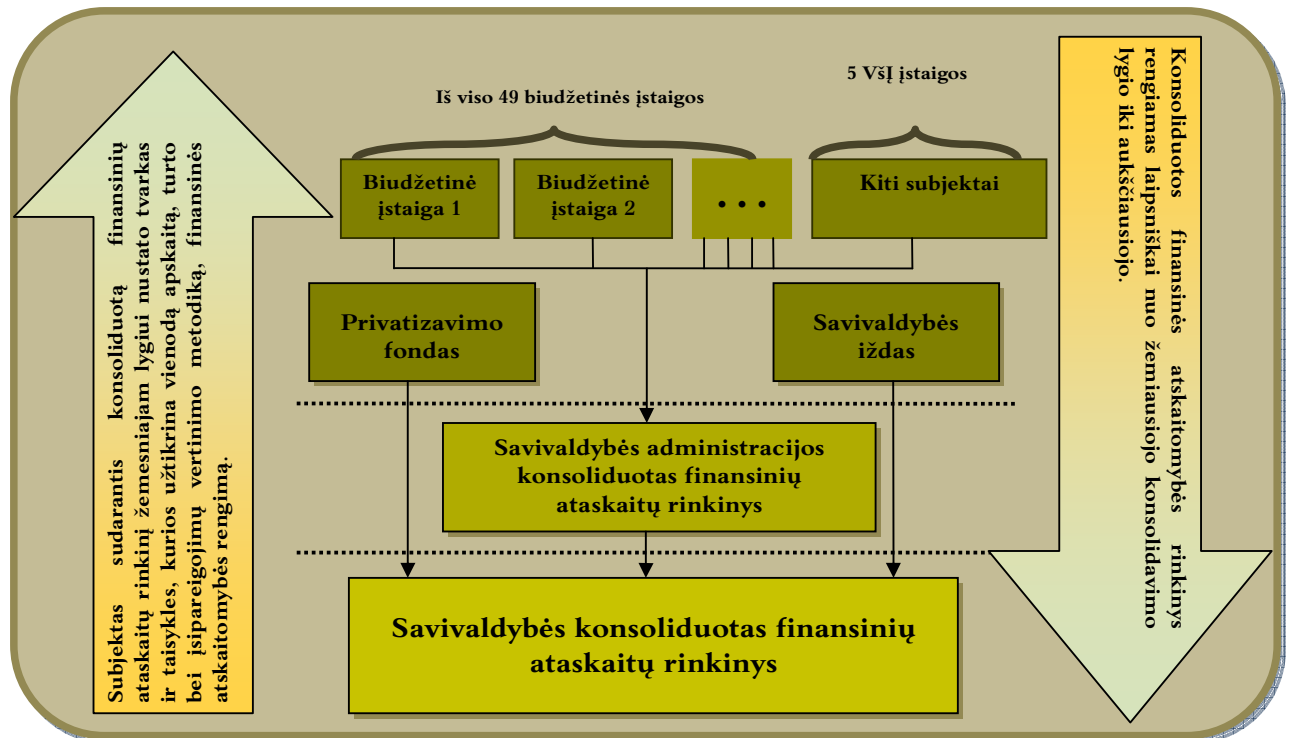 Subjektas sudarantis konsoliduotą finansinių
ataskaitų rinkinį žemesniajam lygiui nustato tvarkas
ir taisykles, kurios užtikrina vienodą apskaitą, turto
bei įsipareigojimų vertinimo metodiką, finansinės
atskaitomybės rengimą.
Iš viso 49 biudžetinės įstaigos
5 VšĮ įstaigos
Biudžetinė
įstaiga 1
Biudžetinė
įstaiga 2
• • •
Kiti subjektai
Privatizavimo
fondas
Savivaldybės
iždas
Savivaldybės administracijos
konsoliduotas finansinių
ataskaitų rinkinys
Savivaldybės konsoliduotas finansinių
ataskaitų rinkinys
Konsoliduotos finansinės atskaitomybės rinkinys
rengiamas laipsniškai nuo žemiausiojo konsolidavimo
lygio iki aukščiausiojo.